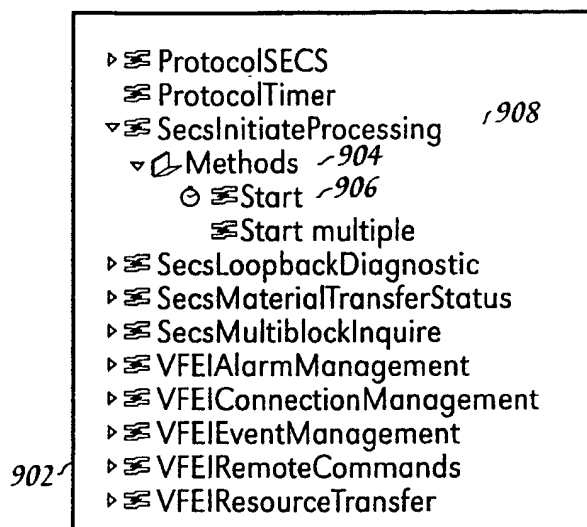 ProtocolSECS
ProtocolTimer
SecsInitiateProcessing 908
Methods 904
Start 906
Start multiple
SecsLoopbackDiagnostic
SecsMaterialTransferStatus
SecsMultiblockInquire
VFEIAlarmManagement
VFEIConnectionManagement
VFEIEventManagement
902 VFEIRemoteCommands
VFEIResourceTransfer